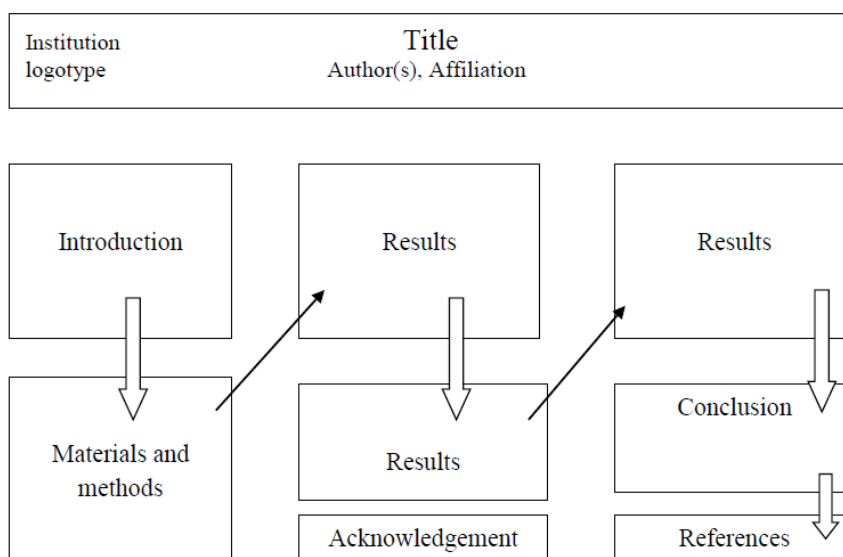 Institution
logotype
Title
Author(s), Affiliation
Introduction
Materials and
methods
Results
Results
Acknowledgement
Results
Conclusion
References